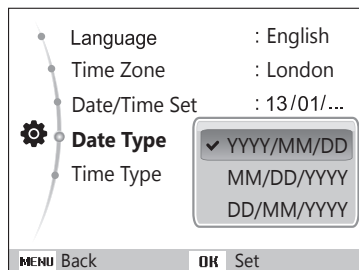 Language : English
Time Zone : London
Date/Time Set : 13/01/...
Date Type YYYY/MM/DD
Time Type MM/DD/YYYY
DD/MM/YYYY
MENU Back OK Set